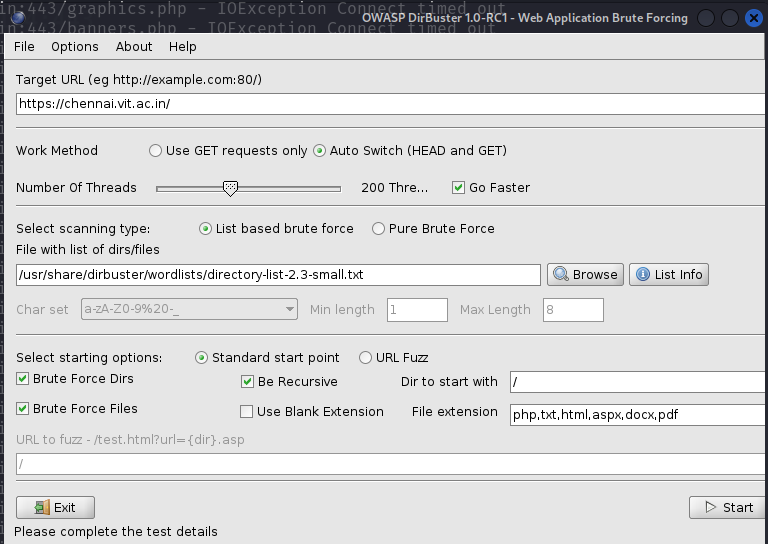 in:443/graphics.php - IOException Connect timed out
in:443/banners.php - IOException Connect timed out
OWASP DirBuster 1.0-RC1 - Web Application Brute Forcing
File Options About Help
Target URL (eg http://example.com:80/)
https://chennai.vit.ac.in/
Work Method Use GET requests only Auto Switch (HEAD and GET)
Number Of Threads 200 Thre... Go Faster
Select scanning type: List based brute force Pure Brute Force
File with list of dirs/files
/usr/share/dirbuster/wordlists/directory-list-2.3-small.txt Browse List Info
Char set a-zA-Z0-9%20-_ Min length 1 Max Length 8
Select starting options: Standard start point URL Fuzz
Brute Force Dirs Be Recursive Dir to start with /
Brute Force Files Use Blank Extension File extension php,txt,html,aspx,docx,pdf
URL to fuzz - /test.html?url={dir}.asp
/
Exit Start
Please complete the test details